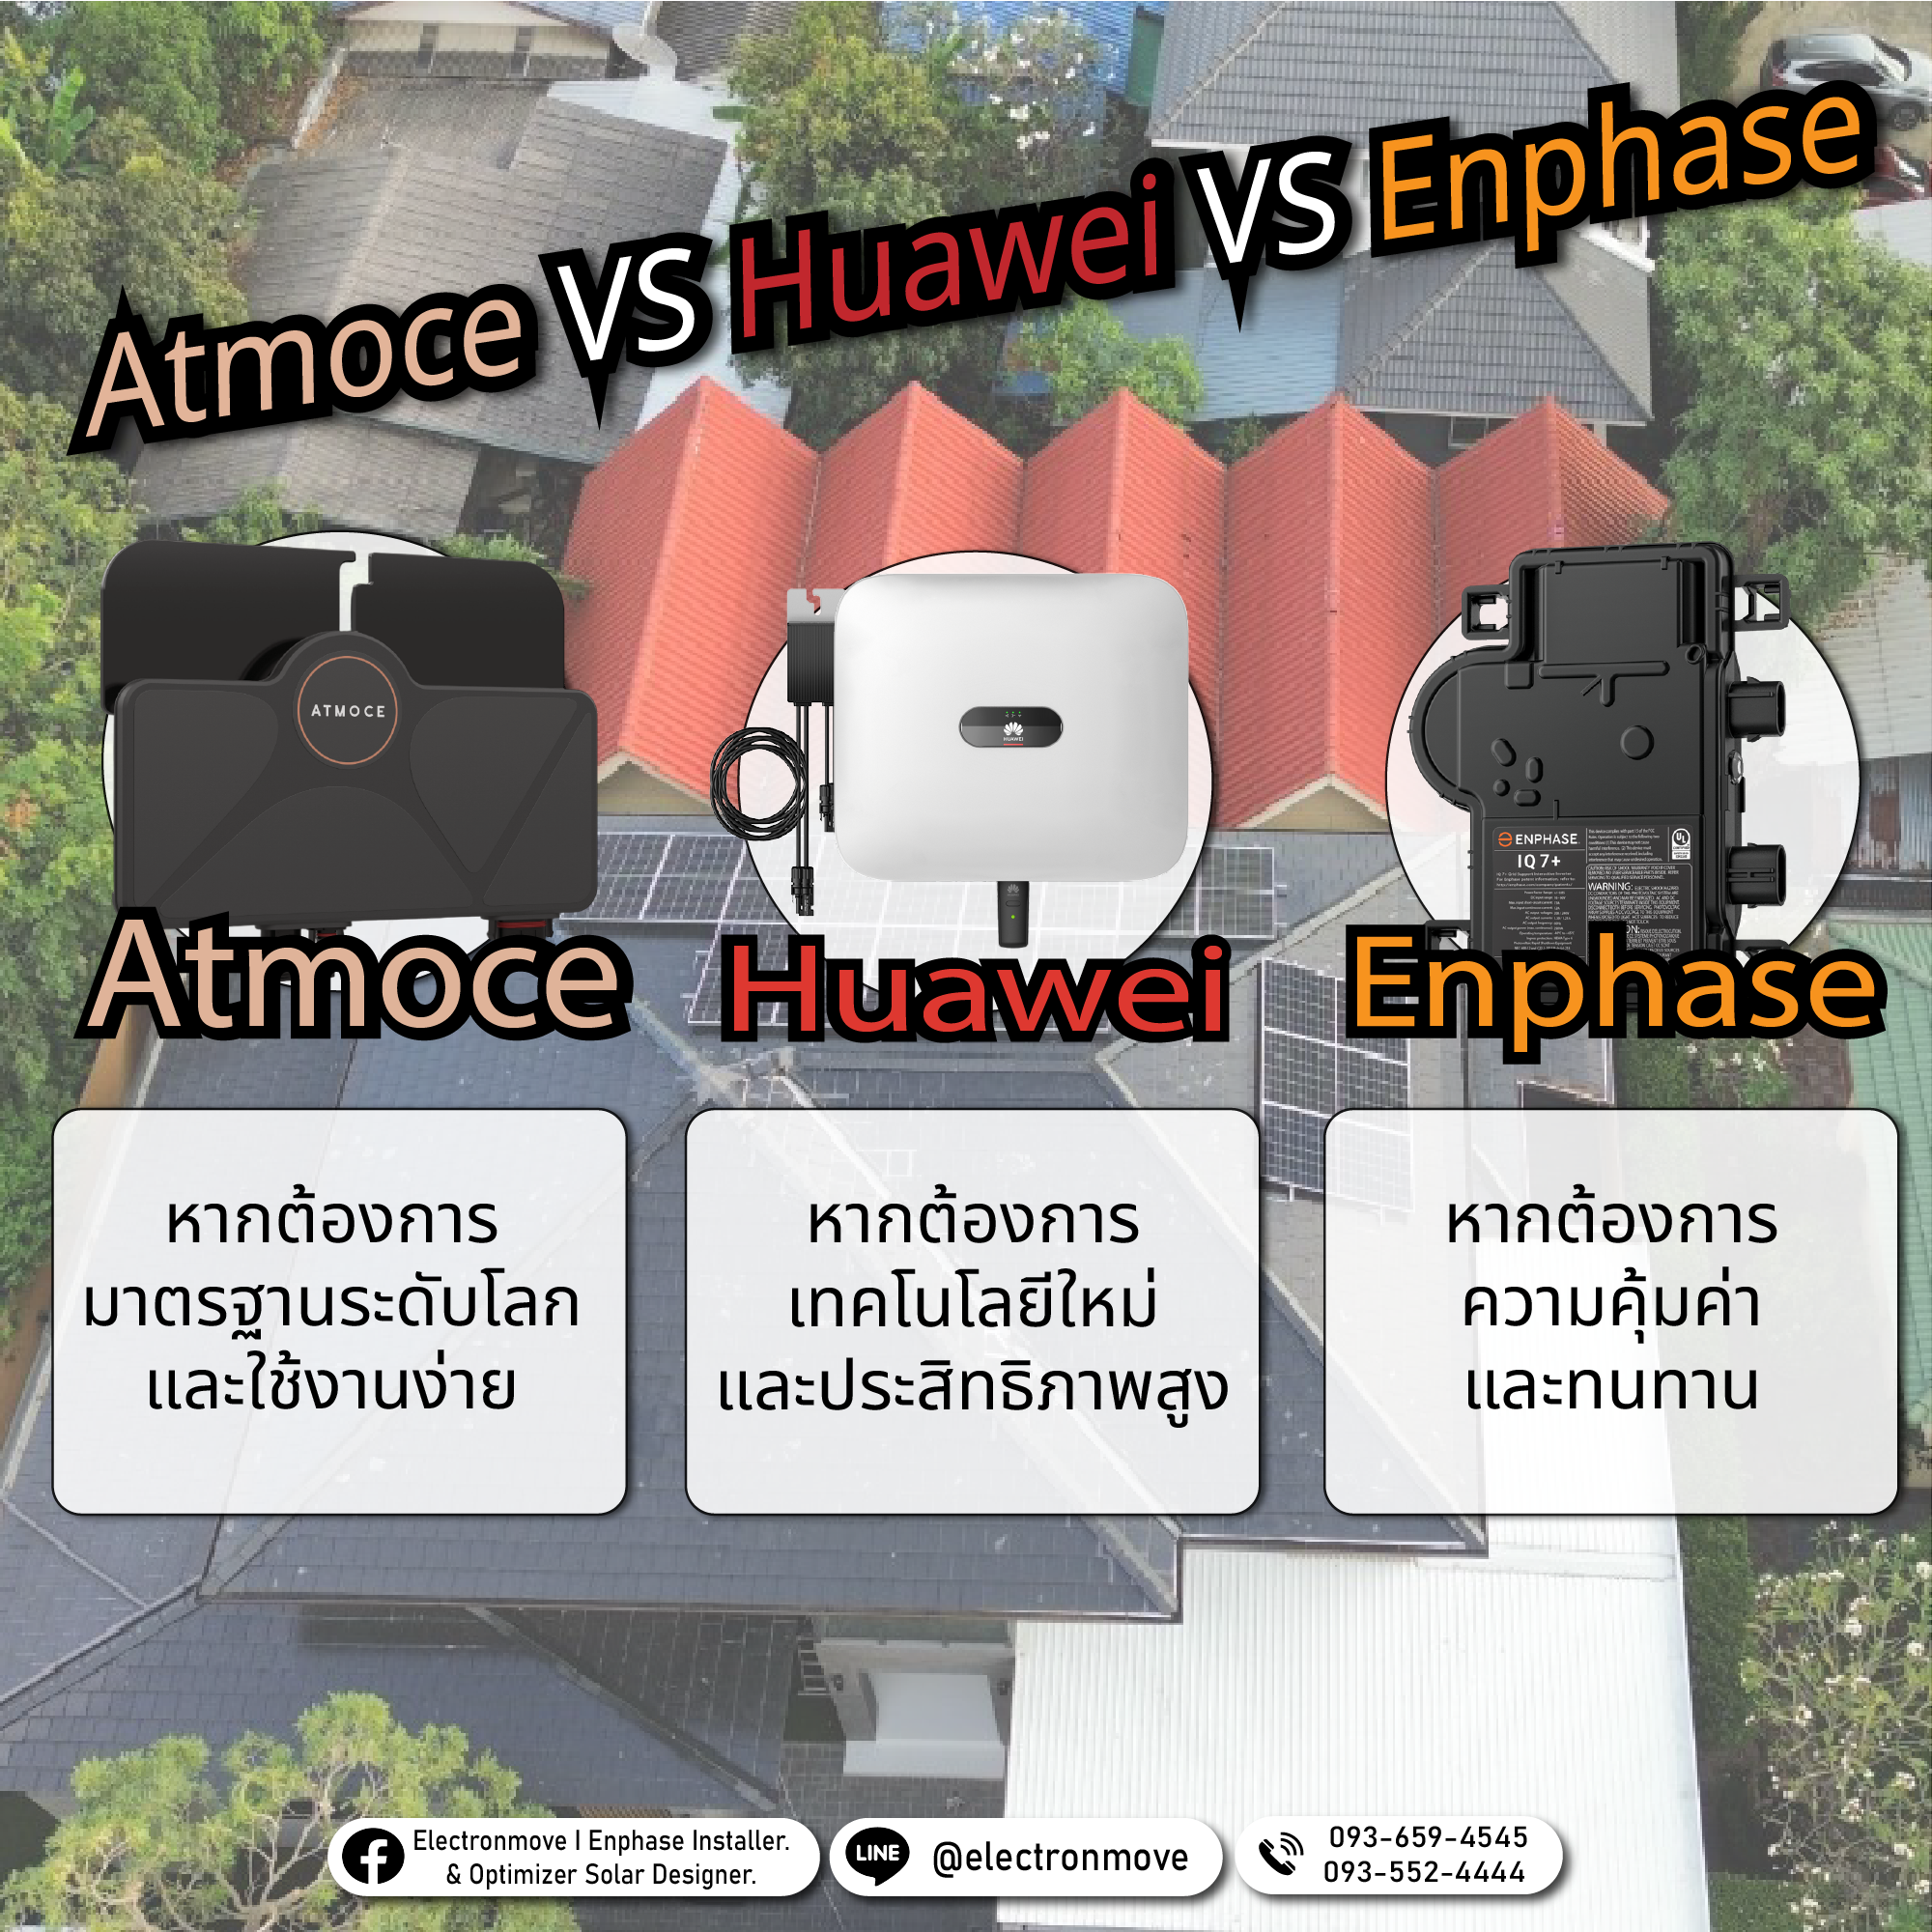 Atmoce VS Huawei VS Enphase
ATMOCE
HUAWEI
ENPHASE
IQ 7+
WARNING:
Atmoce
Huawei
Enphase
หากต้องการ
มาตรฐานระดับโลก
และใช้งานง่าย
หากต้องการ
เทคโนโลยีใหม่
และประสิทธิภาพสูง
หากต้องการ
ความคุ้มค่า
และทนทาน
Electronmove I Enphase Installer.
& Optimizer Solar Designer.
LINE
@electronmove
093-659-4545
093-552-4444